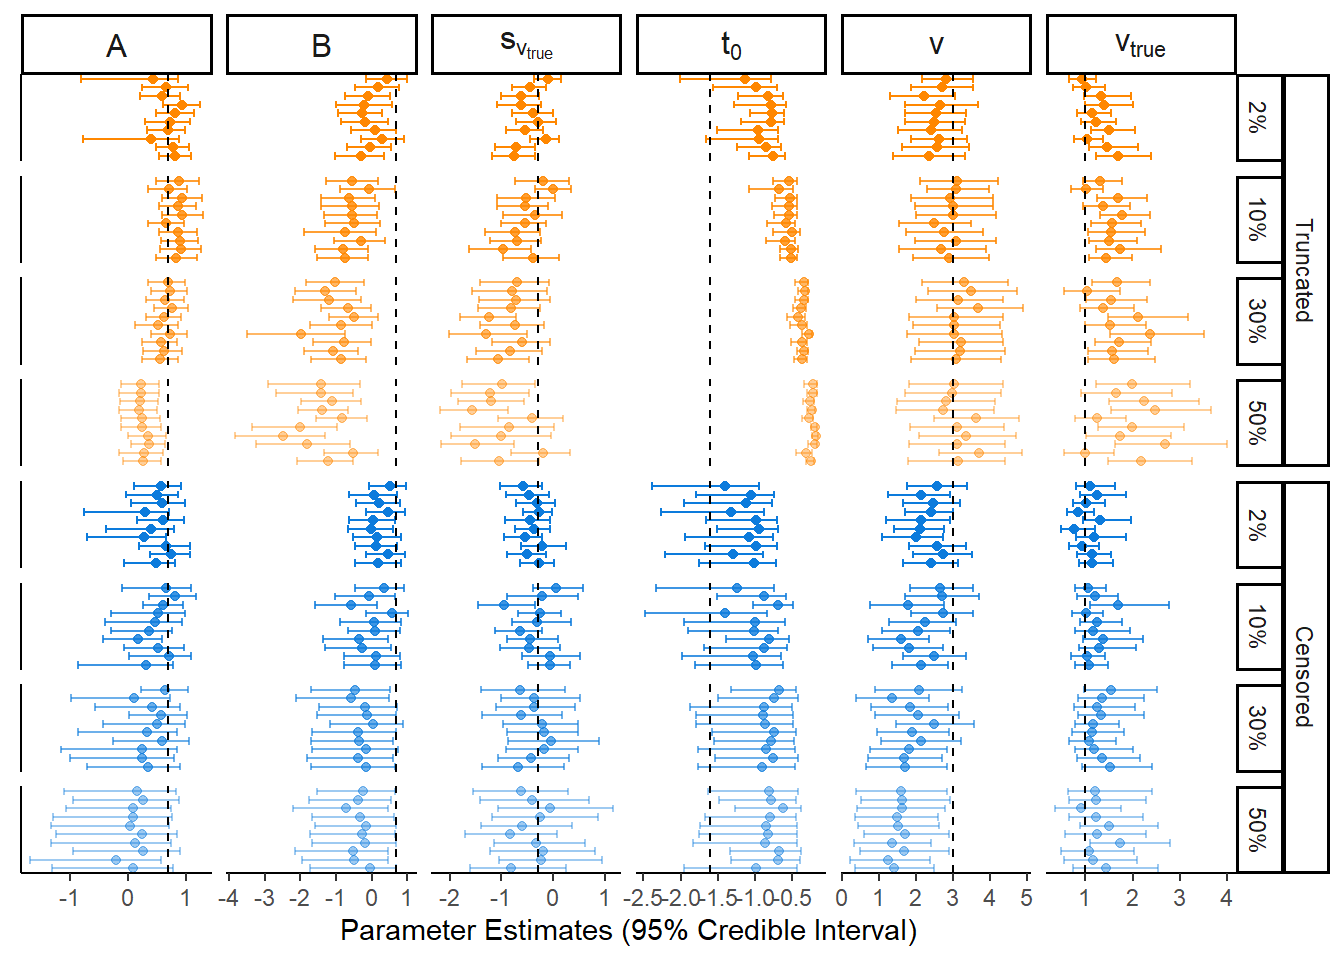 A B s_v_true t_0 v v_true
2%
10%
30%
50%
Truncated
2%
10%
30%
50%
Censored
-1 0 1 -4 -3 -2 -1 0 1 -2 -1 0 1 -2.5 -2.0 -1.5 -1.0 -0.5 0 1 2 3 4 5 1 2 3 4
Parameter Estimates (95% Credible Interval)